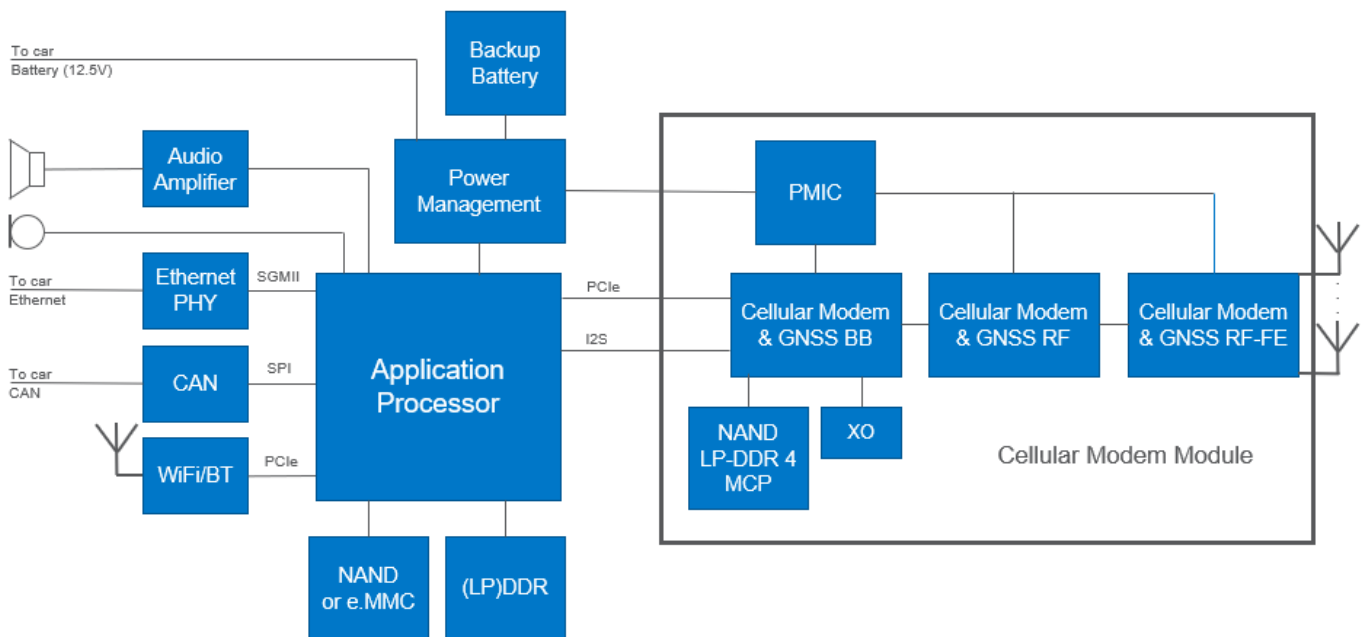 To car
Battery (12.5V)
Backup
Battery
Audio
Amplifier
Power
Management
PMIC
To car
Ethernet
Ethernet
PHY
SGMII
PCIe
I2S
Application
Processor
Cellular Modem
& GNSS BB
Cellular Modem
& GNSS RF
Cellular Modem
& GNSS RF-FE
To car
CAN
CAN
SPI
WiFi/BT
PCIe
NAND
LP-DDR 4
MCP
XO
Cellular Modem Module
NAND
or e.MMC
(LP)DDR